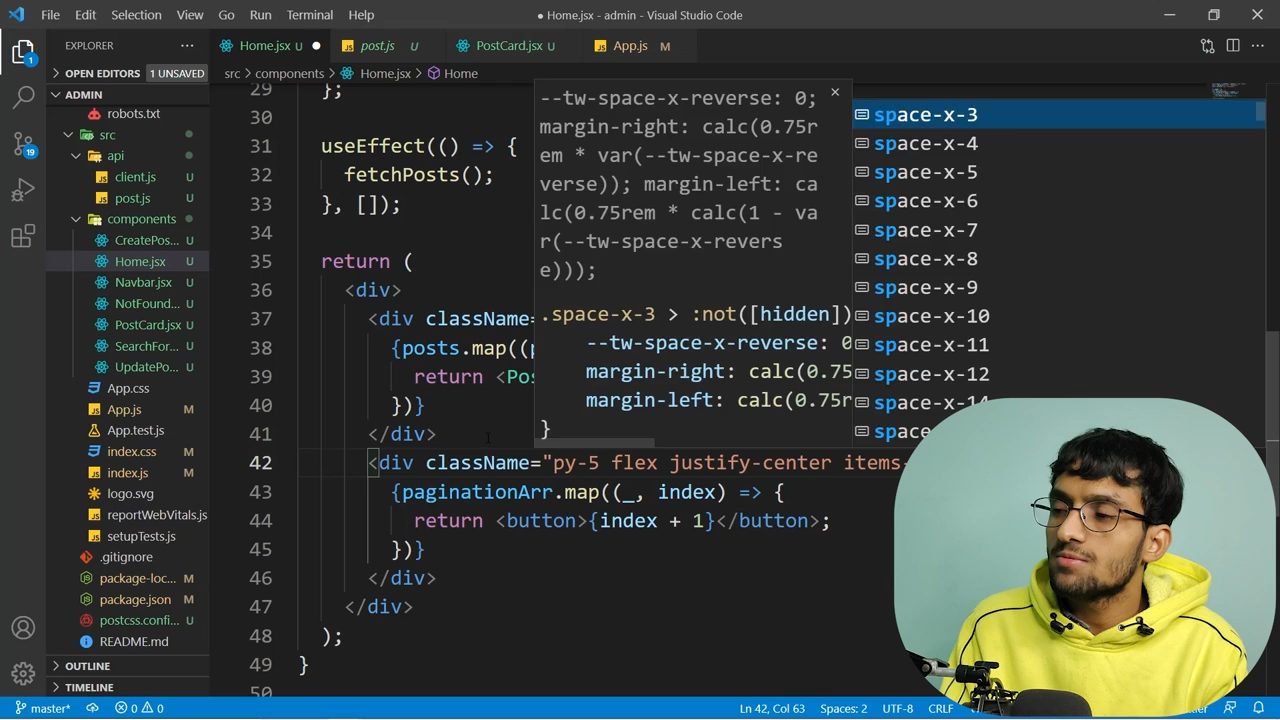 File Edit Selection View Go Run Terminal Help
● Home.jsx - admin - Visual Studio Code
EXPLORER
Home.jsx U
post.js U
PostCard.jsx U
App.js M
OPEN EDITORS 1 UNSAVED
src components Home.jsx Home
ADMIN
robots.txt
src
api
client.js U
post.js U
components
CreatePos... U
Home.jsx U
Navbar.jsx U
NotFound... U
PostCard.jsx U
SearchFor... U
UpdatePo... U
App.css
App.js M
App.test.js
index.css M
index.js M
logo.svg
reportWebVitals.js
setupTests.js
.gitignore
package-loc... M
package.json M
postcss.confi... U
README.md
OUTLINE
TIMELINE
1
19
29 };
30
31 useEffect(() => {
32 fetchPosts();
33 }, []);
34
35 return (
36 <div>
37 <div className=
38 {posts.map((p
39 return <Pos
40 })}
41 </div>
42 <div className="py-5 flex justify-center items-
43 {paginationArr.map((_, index) => {
44 return <button>{index + 1}</button>;
45 })}
46 </div>
47 </div>
48 );
49 }
50
--tw-space-x-reverse: 0;
margin-right: calc(0.75r
em * var(--tw-space-x-re
verse)); margin-left: ca
lc(0.75rem * calc(1 - va
r(--tw-space-x-revers
e)));
.space-x-3 > :not([hidden])
--tw-space-x-reverse: 0
margin-right: calc(0.75
margin-left: calc(0.75r
}
space-x-3
space-x-4
space-x-5
space-x-6
space-x-7
space-x-8
space-x-9
space-x-10
space-x-11
space-x-12
space-x-14
space
master* 0 0
Ln 42, Col 63
Spaces: 2
UTF-8
CRLF